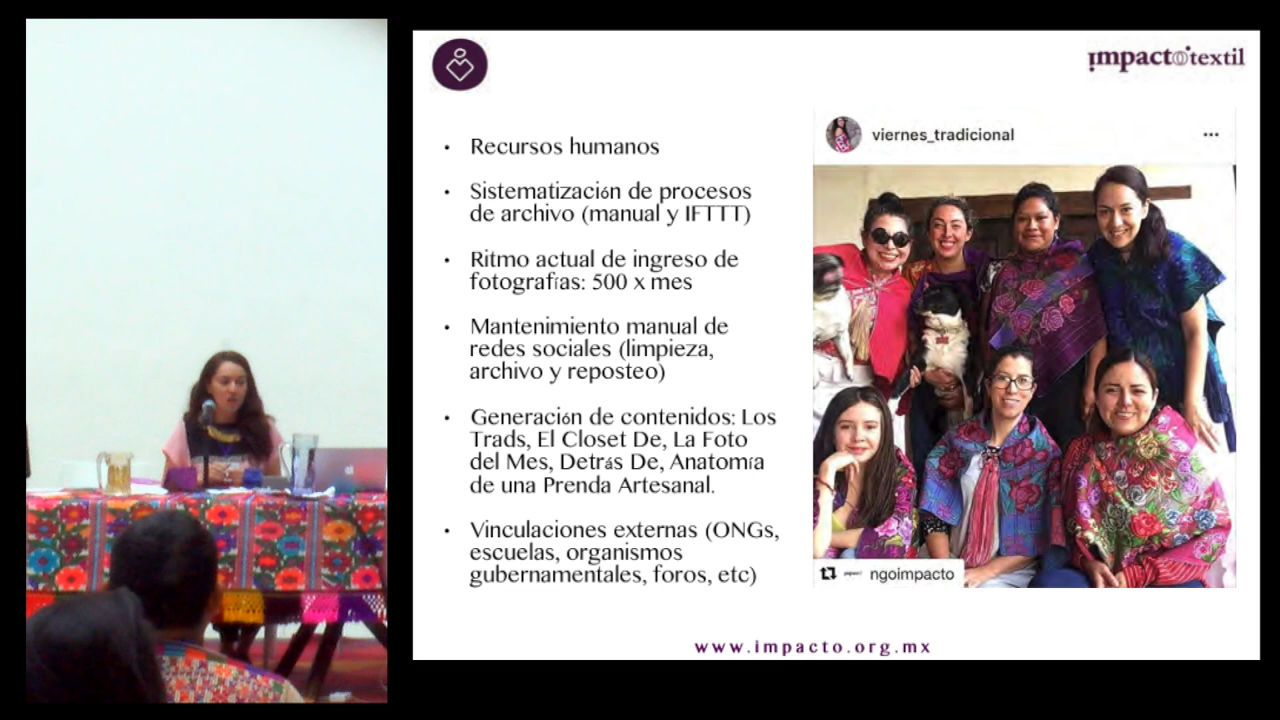 impacto textil
• Recursos humanos
• Sistematización de procesos
de archivo (manual y IFTTT)
• Ritmo actual de ingreso de
fotografías: 500 x mes
• Mantenimiento manual de
redes sociales (limpieza,
archivo y reposteo)
• Generación de contenidos: Los
Trads, El Closet De, La Foto
del Mes, Detrás De, Anatomía
de una Prenda Artesanal.
• Vinculaciones externas (ONGs,
escuelas, organismos
gubernamentales, foros, etc)
viernes_tradicional
ngoimpacto
www.impacto.org.mx